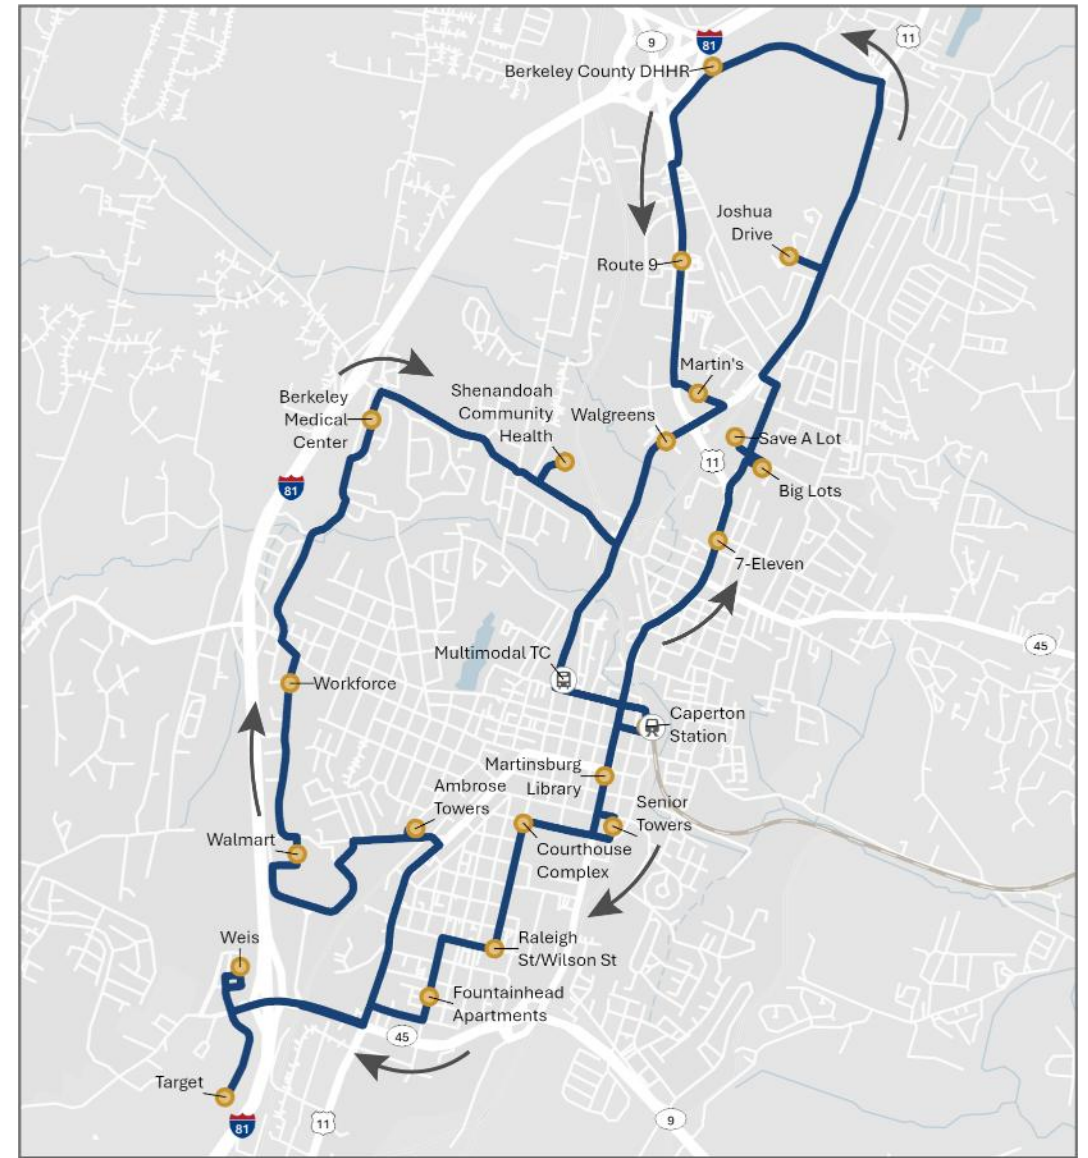 9
81
11
Berkeley County DHHR
Joshua
Drive
Route 9
Martin's
Berkeley
Medical
Center
Shenandoah
Community
Health
Walgreens
Save A Lot
11
81
Big Lots
7-Eleven
45
Multimodal TC
Workforce
Caperton
Station
Martinsburg
Library
Ambrose
Towers
Senior
Towers
Walmart
Courthouse
Complex
Weis
Raleigh
St/Wilson St
Fountainhead
Apartments
45
Target
81
11
9